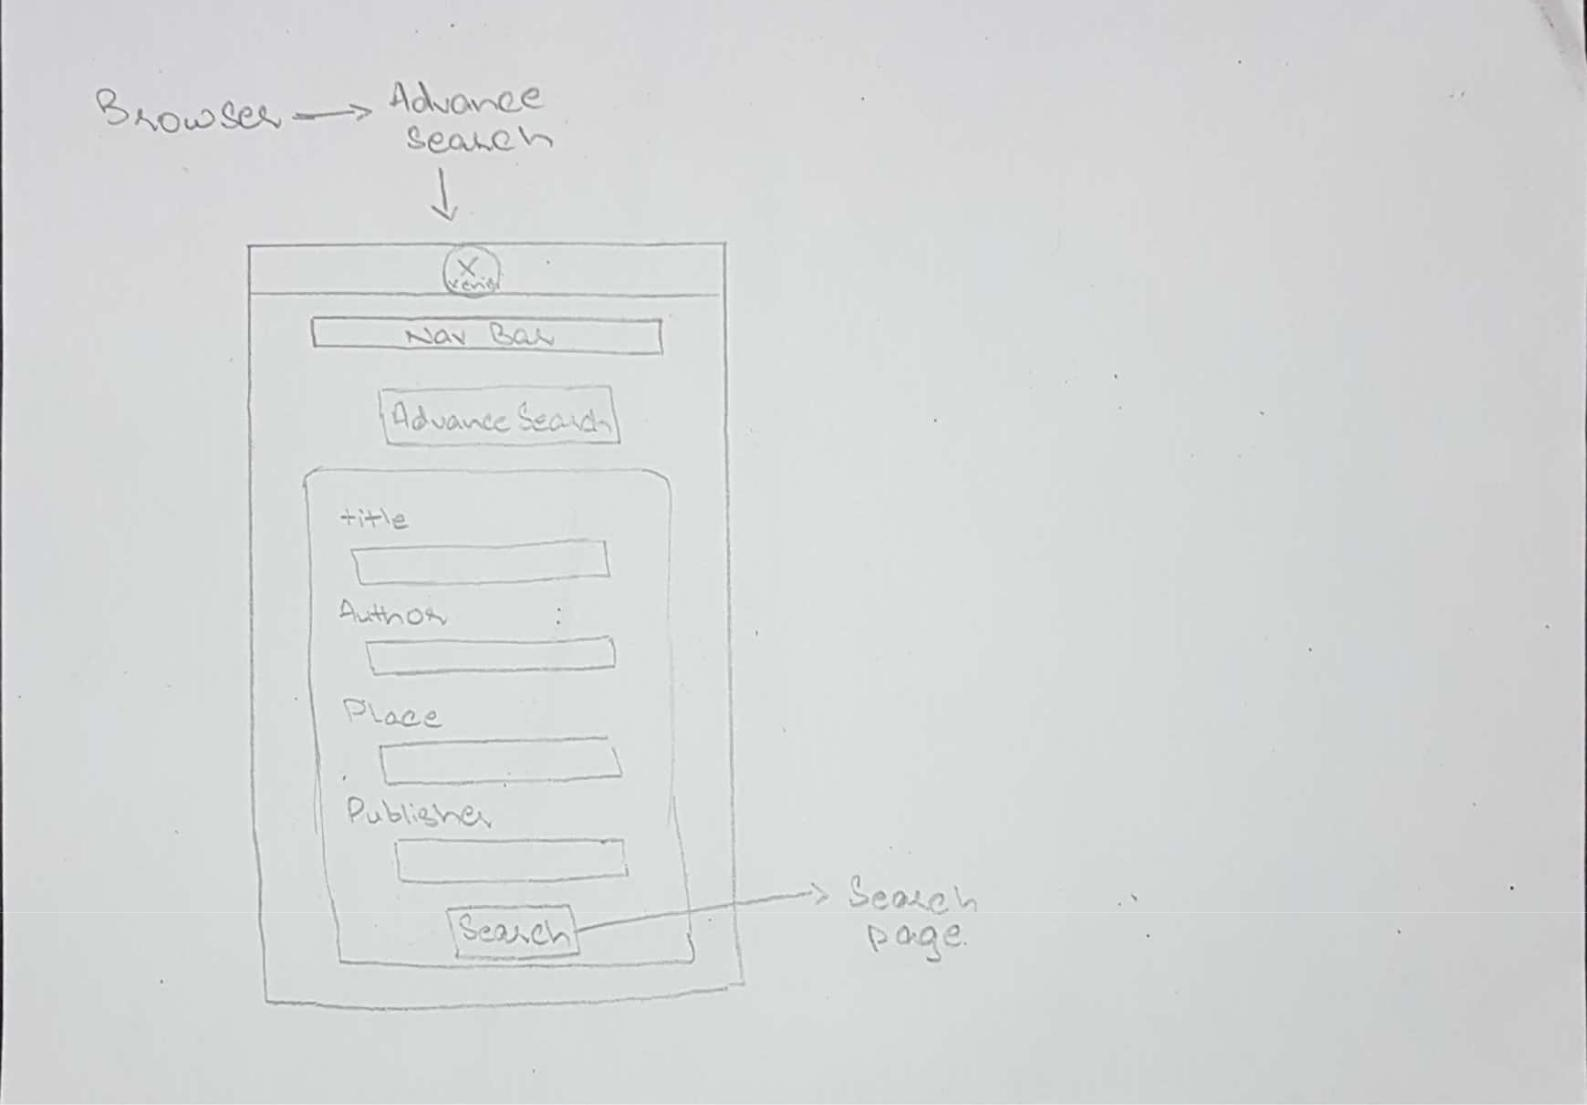 Browser → Advance
search
↓
X
Nav Bar
Advance Search
title
Author :
Place
Publisher
Search → Search
page